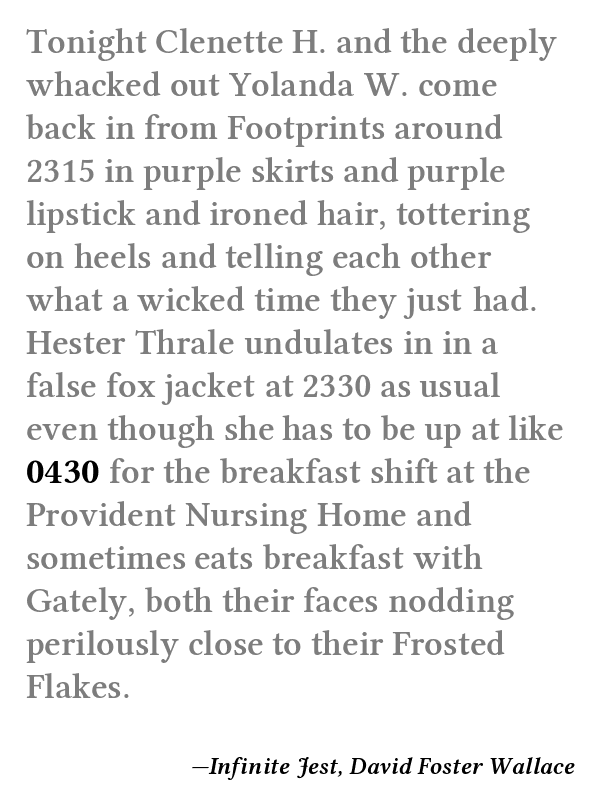 Tonight Clenette H. and the deeply
whacked out Yolanda W. come
back in from Footprints around
2315 in purple skirts and purple
lipstick and ironed hair, tottering
on heels and telling each other
what a wicked time they just had.
Hester Thrale undulates in in a
false fox jacket at 2330 as usual
even though she has to be up at like
0430 for the breakfast shift at the
Provident Nursing Home and
sometimes eats breakfast with
Gately, both their faces nodding
perilously close to their Frosted
Flakes.
—Infinite Jest, David Foster Wallace